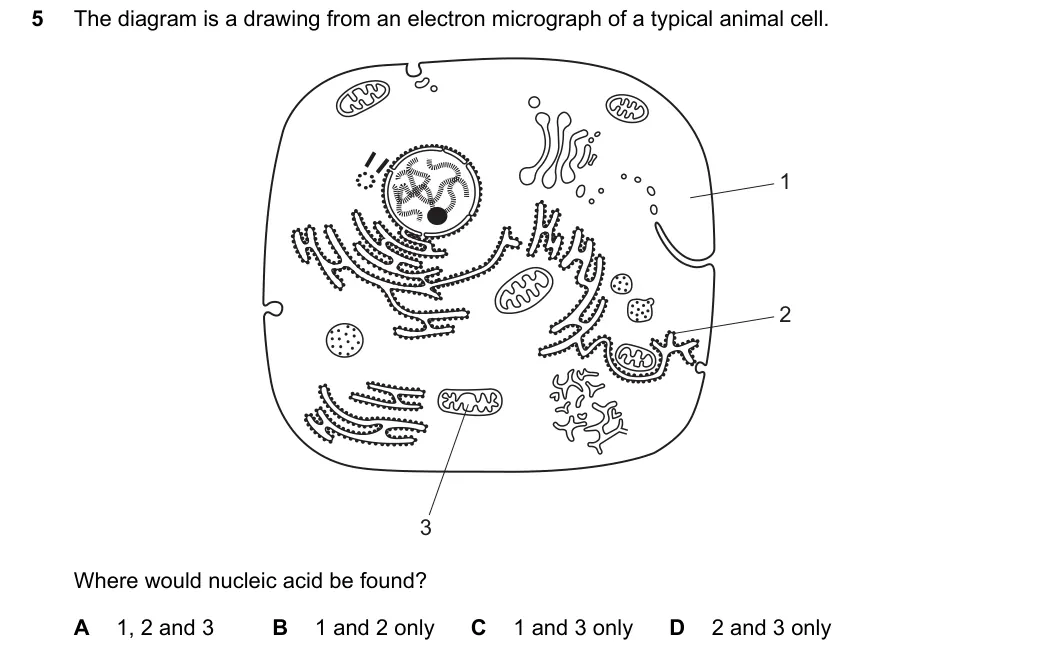 5 The diagram is a drawing from an electron micrograph of a typical animal cell.
1
2
3
Where would nucleic acid be found?
A 1, 2 and 3 B 1 and 2 only C 1 and 3 only D 2 and 3 only